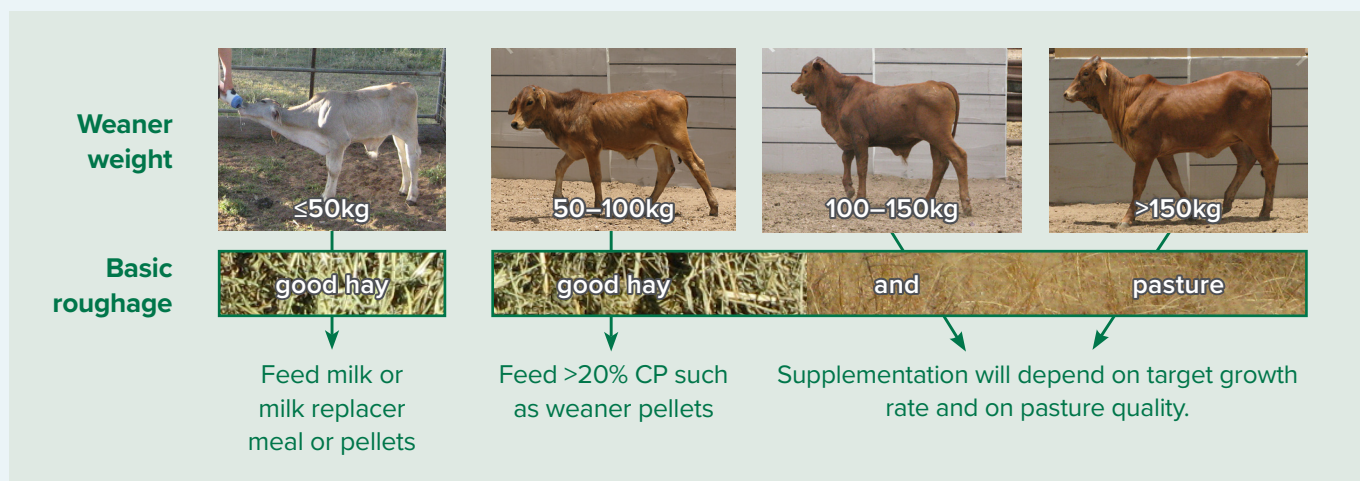 Weaner
weight
≤50kg
50–100kg
100–150kg
>150kg
Basic
roughage
good hay
good hay
and
pasture
Feed milk or
milk replacer
meal or pellets
Feed >20% CP such
as weaner pellets
Supplementation will depend on target growth
rate and on pasture quality.